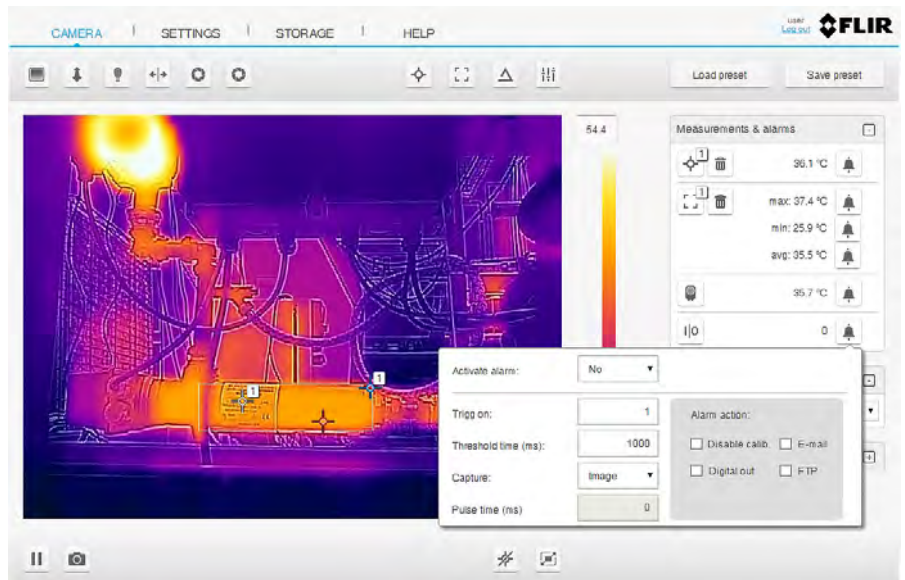 CAMERA SETTINGS STORAGE HELP
user
Log out
FLIR
Load preset Save preset
54.4
Measurements & alarms
1 36.1 °C
1 max: 37.4 °C
min: 25.9 °C
avg: 35.5 °C
35.7 °C
I|O 0
1
1
Activate alarm: No
Trigg on: 1
Threshold time (ms): 1000
Capture: Image
Pulse time (ms) 0
Alarm action:
Disable calib. E-mail
Digital out FTP